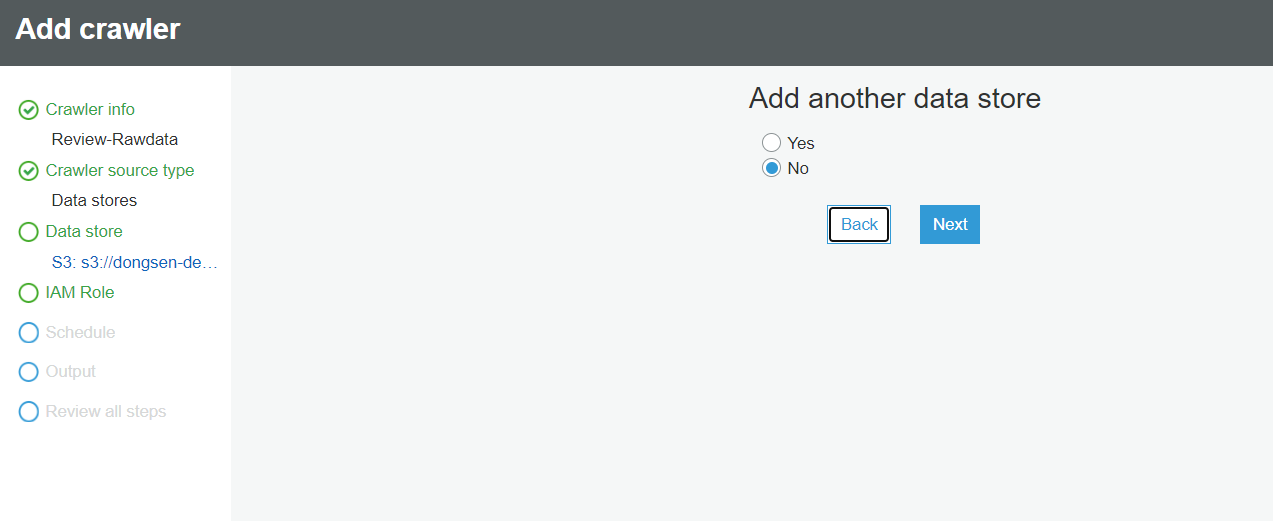 Add crawler
Crawler info
Review-Rawdata
Crawler source type
Data stores
Data store
S3: s3://dongsen-de…
IAM Role
Schedule
Output
Review all steps
Add another data store
Yes
No
Back
Next